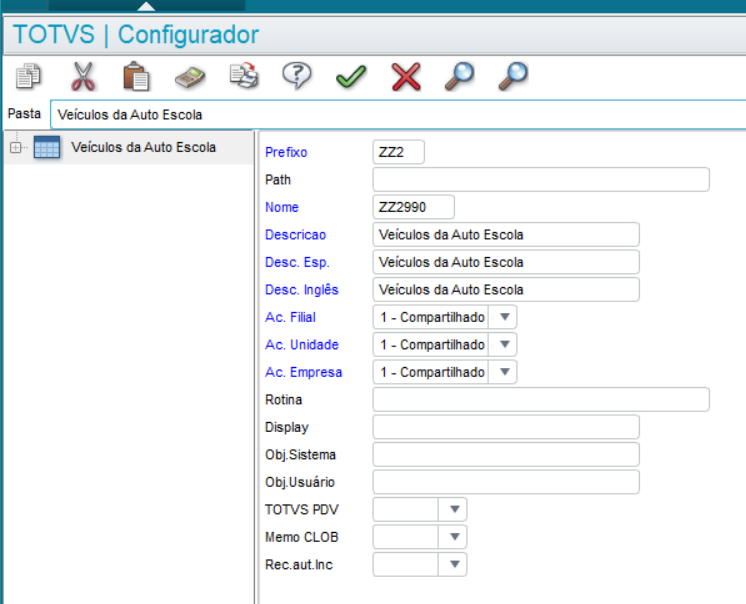 TOTVS | Configurador
Pasta Veículos da Auto Escola
Veículos da Auto Escola
Prefixo ZZ2
Path
Nome ZZ2990
Descricao Veículos da Auto Escola
Desc. Esp. Veículos da Auto Escola
Desc. Inglês Veículos da Auto Escola
Ac. Filial 1 - Compartilhado
Ac. Unidade 1 - Compartilhado
Ac. Empresa 1 - Compartilhado
Rotina
Display
Obj.Sistema
Obj.Usuário
TOTVS PDV
Memo CLOB
Rec.aut.Inc